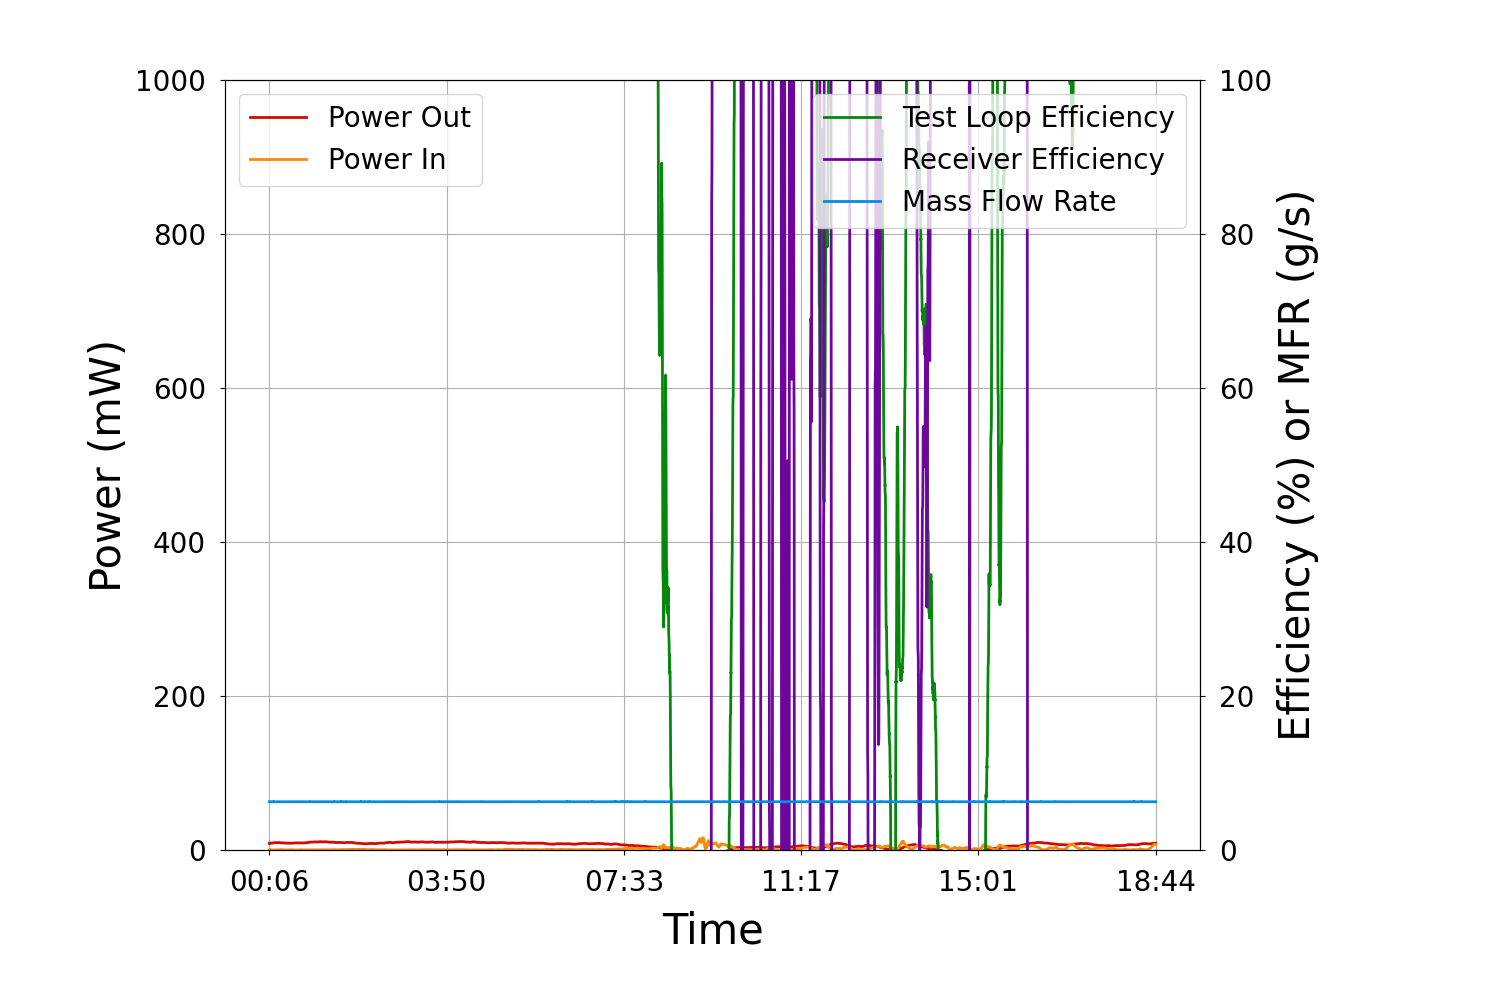 1000
100
Power Out
Power In
Test Loop Efficiency
Receiver Efficiency
Mass Flow Rate
800
80
600
60
400
40
200
20
0
0
Power (mW)
Efficiency (%) or MFR (g/s)
00:06
03:50
07:33
11:17
15:01
18:44
Time